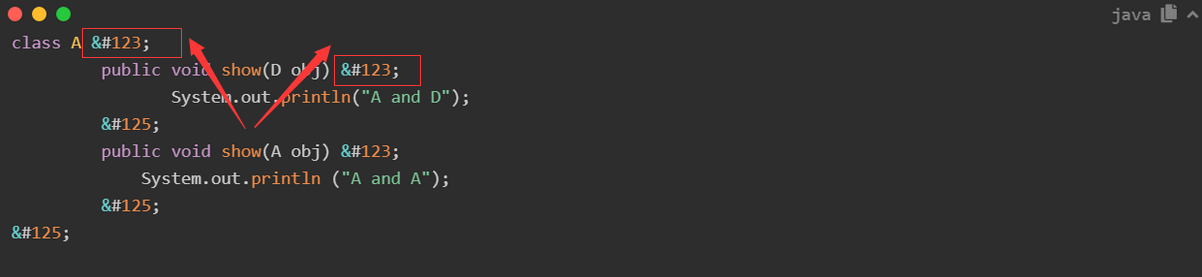 java
class A &#123;
public void show(D obj) &#123;
System.out.println("A and D");
&#125;
public void show(A obj) &#123;
System.out.println ("A and A");
&#125;
&#125;